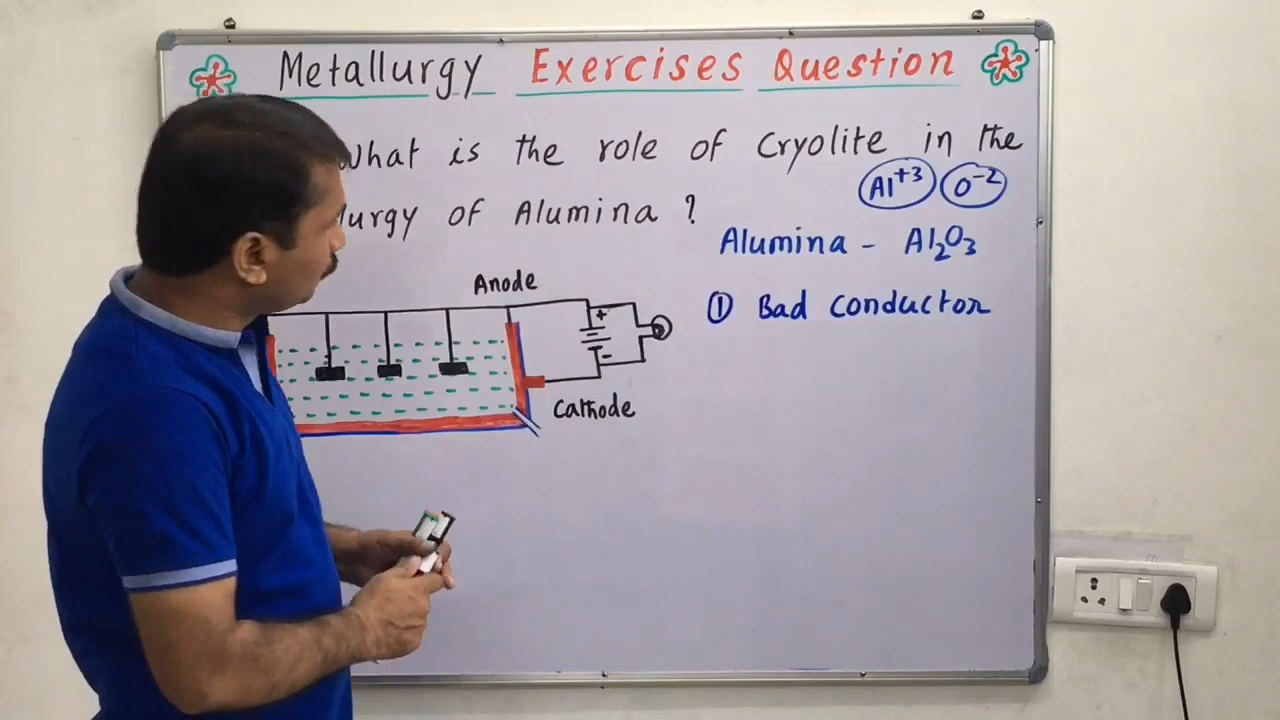 Metallurgy Exercises Question
What is the role of Cryolite in the
of Alumina ?
Al+3 O-2
Alumina - Al2O3
Anode
① Bad Conductor
+
-
Cathode